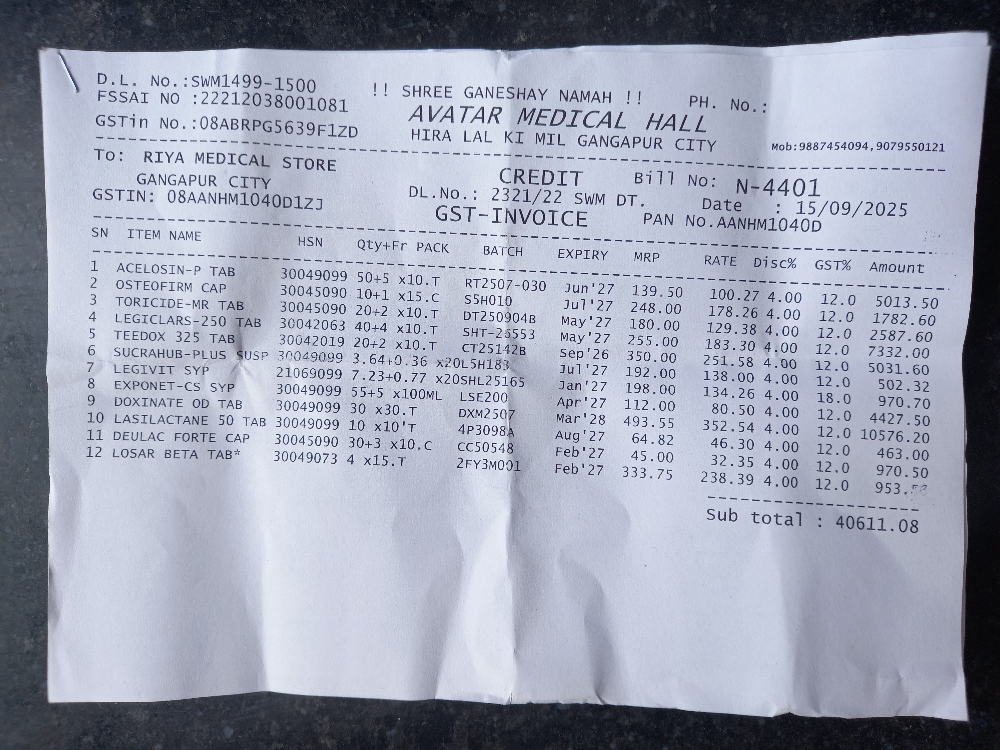 D.L. No.:SWM1499-1500
FSSAI NO :22212038001081
GSTin No.:08ABRPG5639F1ZD
!! SHREE GANESHAY NAMAH !!
AVATAR MEDICAL HALL
HIRA LAL KI MIL GANGAPUR CITY
PH. No.:
Mob:9887454094,9079550121
To: RIYA MEDICAL STORE
GANGAPUR CITY
GSTIN: 08AANHM1040D1ZJ
CREDIT
DL.No.: 2321/22 SWM DT.
GST-INVOICE
Bill No: N-4401
Date : 15/09/2025
PAN No.AANHM1040D
SN ITEM NAME HSN Qty+Fr PACK BATCH EXPIRY MRP RATE Disc% GST% Amount
1 ACELOSIN-P TAB 30049099 50+5 x10.T RT2507-030 Jun'27 139.50 100.27 4.00 12.0 5013.50
2 OSTEOFIRM CAP 30045090 10+1 x15.C S5H010 Jul'27 248.00 178.26 4.00 12.0 1782.60
3 TORICIDE-MR TAB 30045090 20+2 x10.T DT250904B May'27 180.00 129.38 4.00 12.0 2587.60
4 LEGICLARS-250 TAB 30042063 40+4 x10.T SHT-26553 May'27 255.00 183.30 4.00 12.0 7332.00
5 TEEDOX 325 TAB 30042019 20+2 x10.T CT25142B Sep'26 350.00 251.58 4.00 12.0 5031.60
6 SUCRAHUB-PLUS SUSP 30049099 3.64+0.36 x20L5H183 Jul'27 192.00 138.00 4.00 12.0 502.32
7 LEGIVIT SYP 21069099 7.23+0.77 x20SHL25165 Jan'27 198.00 134.26 4.00 18.0 970.70
8 EXPONET-CS SYP 30049099 55+5 x100ML LSE200 Apr'27 112.00 80.50 4.00 12.0 4427.50
9 DOXINATE OD TAB 30049099 30 x30.T DXM2507 Mar'28 493.55 352.54 4.00 12.0 10576.20
10 LASILACTANE 50 TAB 30049099 10 x10'T 4P3098A Aug'27 64.82 46.30 4.00 12.0 463.00
11 DEULAC FORTE CAP 30045090 30+3 x10.C CC50548 Feb'27 45.00 32.35 4.00 12.0 970.50
12 LOSAR BETA TAB* 30049073 4 x15.T 2FY3M001 Feb'27 333.75 238.39 4.00 12.0
Sub total : 40611.08